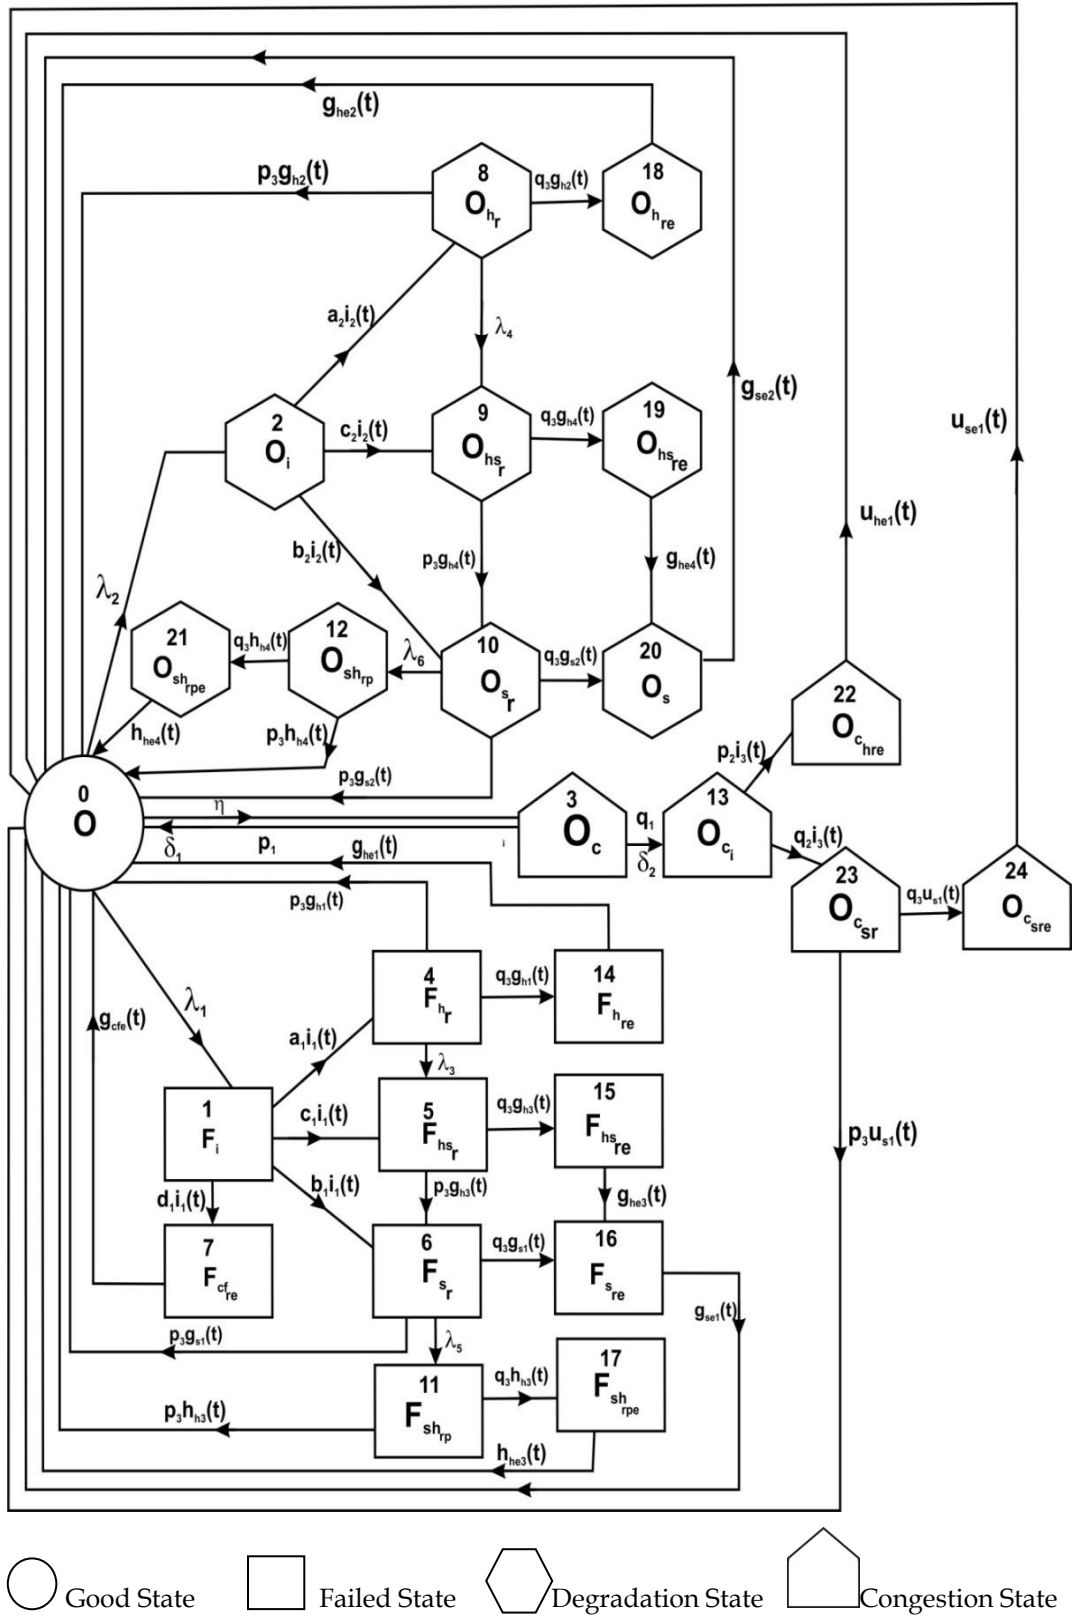 g_he2(t)
p_3g_h2(t)
8
O_hr
q_3g_h2(t)
18
O_hre
a_2i_2(t)
λ_4
g_se2(t)
u_se1(t)
2
O_i
c_2i_2(t)
9
O_hsr
q_3g_h4(t)
19
O_hsre
u_he1(t)
b_2i_2(t)
p_3g_h4(t)
g_he4(t)
λ_2
21
O_shrpe
q_3h_h4(t)
12
O_shrp
λ_6
10
O_sr
q_3g_s2(t)
20
O_s
22
O_chre
h_he4(t)
p_3h_h4(t)
p_3g_s2(t)
p_2i_3(t)
0
O
η
δ_1
p_1
3
O_c
q_1
δ_2
13
O_ci
q_2i_3(t)
23
O_csr
q_3u_s1(t)
24
O_csre
g_he1(t)
p_3g_h1(t)
4
F_hr
q_3g_h1(t)
14
F_hre
λ_1
g_cfe(t)
a_1i_1(t)
λ_3
1
F_i
c_1i_1(t)
5
F_hsr
q_3g_h3(t)
15
F_hsre
p_3u_s1(t)
d_1i_1(t)
b_1i_1(t)
p_3g_h3(t)
g_he3(t)
7
F_cfre
6
F_sr
q_3g_s1(t)
16
F_sre
g_se1(t)
p_3g_s1(t)
λ_5
11
F_shrp
q_3h_h3(t)
17
F_shrpe
p_3h_h3(t)
h_he3(t)
Good State
Failed State
Degradation State
Congestion State